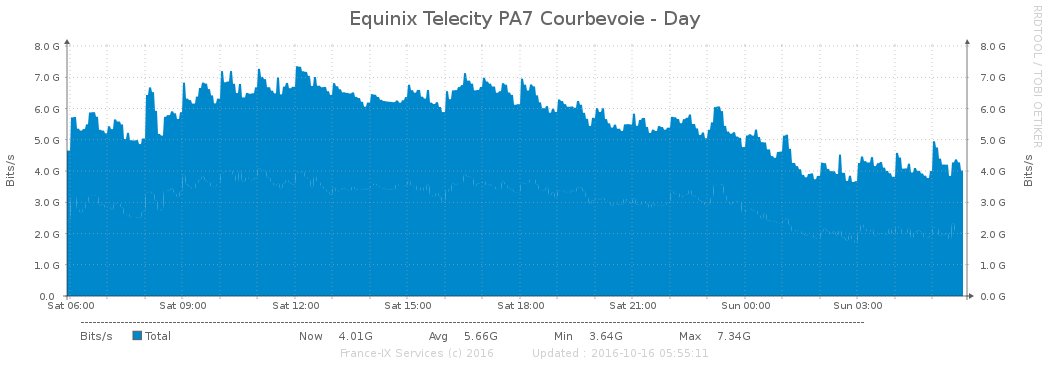 Equinix Telecity PA7 Courbevoie - Day
RRDTOOL / TOBI OETIKER
8.0 G 8.0 G
7.0 G 7.0 G
6.0 G 6.0 G
5.0 G 5.0 G
4.0 G 4.0 G
3.0 G 3.0 G
2.0 G 2.0 G
1.0 G 1.0 G
0.0 0.0 G
Bits/s Bits/s
Sat 06:00 Sat 09:00 Sat 12:00 Sat 15:00 Sat 18:00 Sat 21:00 Sun 00:00 Sun 03:00
Bits/s Total Now 4.01G Avg 5.66G Min 3.64G Max 7.34G
France-IX Services (c) 2016 Updated : 2016-10-16 05:55:11